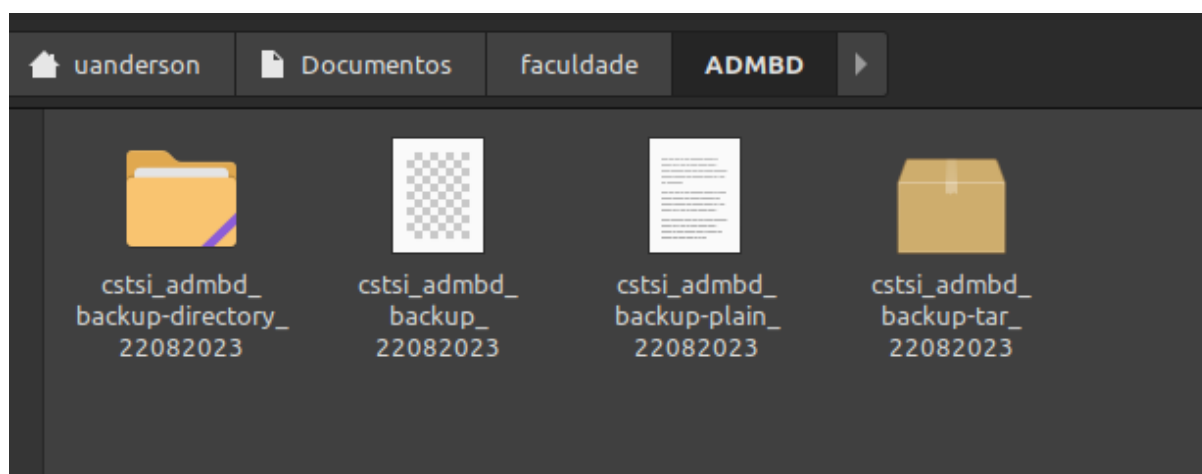 uanderson Documentos faculdade ADMBD
cstsi_admbd_
backup-directory_
22082023
cstsi_admbd_
backup_
22082023
cstsi_admbd_
backup-plain_
22082023
cstsi_admbd_
backup-tar_
22082023